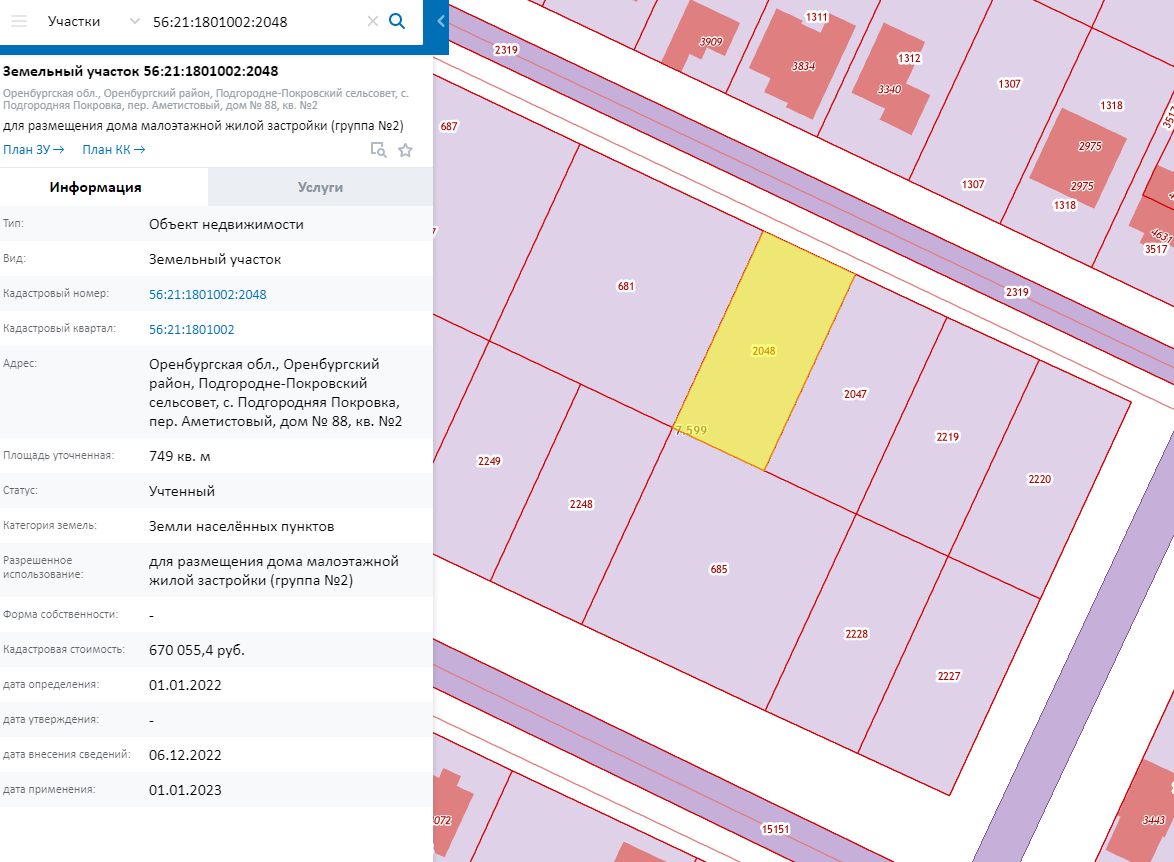 Участки
56:21:1801002:2048
Земельный участок 56:21:1801002:2048
Оренбургская обл., Оренбургский район, Подгородне-Покровский сельсовет, с.
Подгородняя Покровка, пер. Аметистовый, дом № 88, кв. №2
для размещения дома малоэтажной жилой застройки (группа №2)
План ЗУ→ План КК→
Информация
Услуги
Тип: Объект недвижимости
Вид: Земельный участок
Кадастровый номер: 56:21:1801002:2048
Кадастровый квартал: 56:21:1801002
Адрес: Оренбургская обл., Оренбургский
район, Подгородне-Покровский
сельсовет, с. Подгородняя Покровка,
пер. Аметистовый, дом № 88, кв. №2
Площадь уточненная: 749 кв. м
Статус: Учтенный
Категория земель: Земли населённых пунктов
Разрешенное
использование:
для размещения дома малоэтажной
жилой застройки (группа №2)
Форма собственности: -
Кадастровая стоимость: 670 055,4 руб.
дата определения: 01.01.2022
дата утверждения: -
дата внесения сведений: 06.12.2022
дата применения: 01.01.2023
1311
2319
3909
3834
1312
3340
1307
1318
3517
687
2975
2975
1307
1318
4631
3517
681
2319
2048
2047
7.599
2219
2249
2220
2248
685
2228
2227
15151
3443